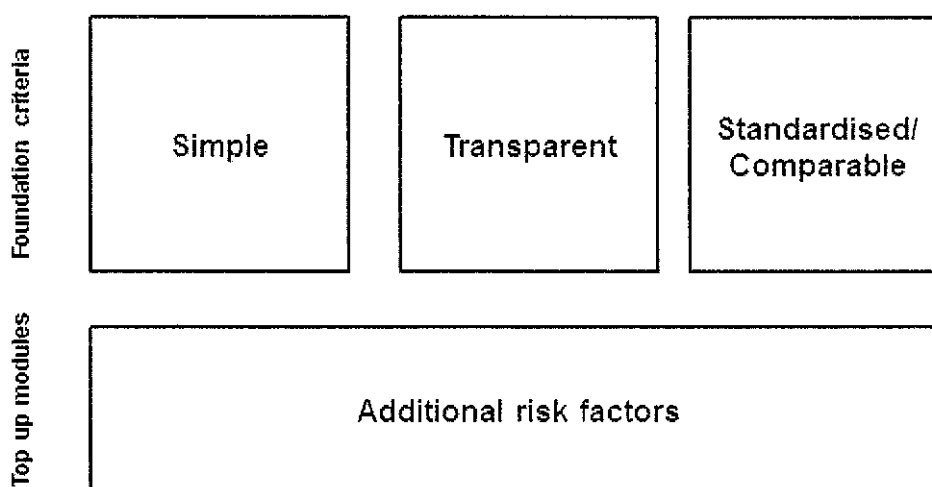 Foundation criteria
Simple
Transparent
Standardised/
Comparable
Top up modules
Additional risk factors